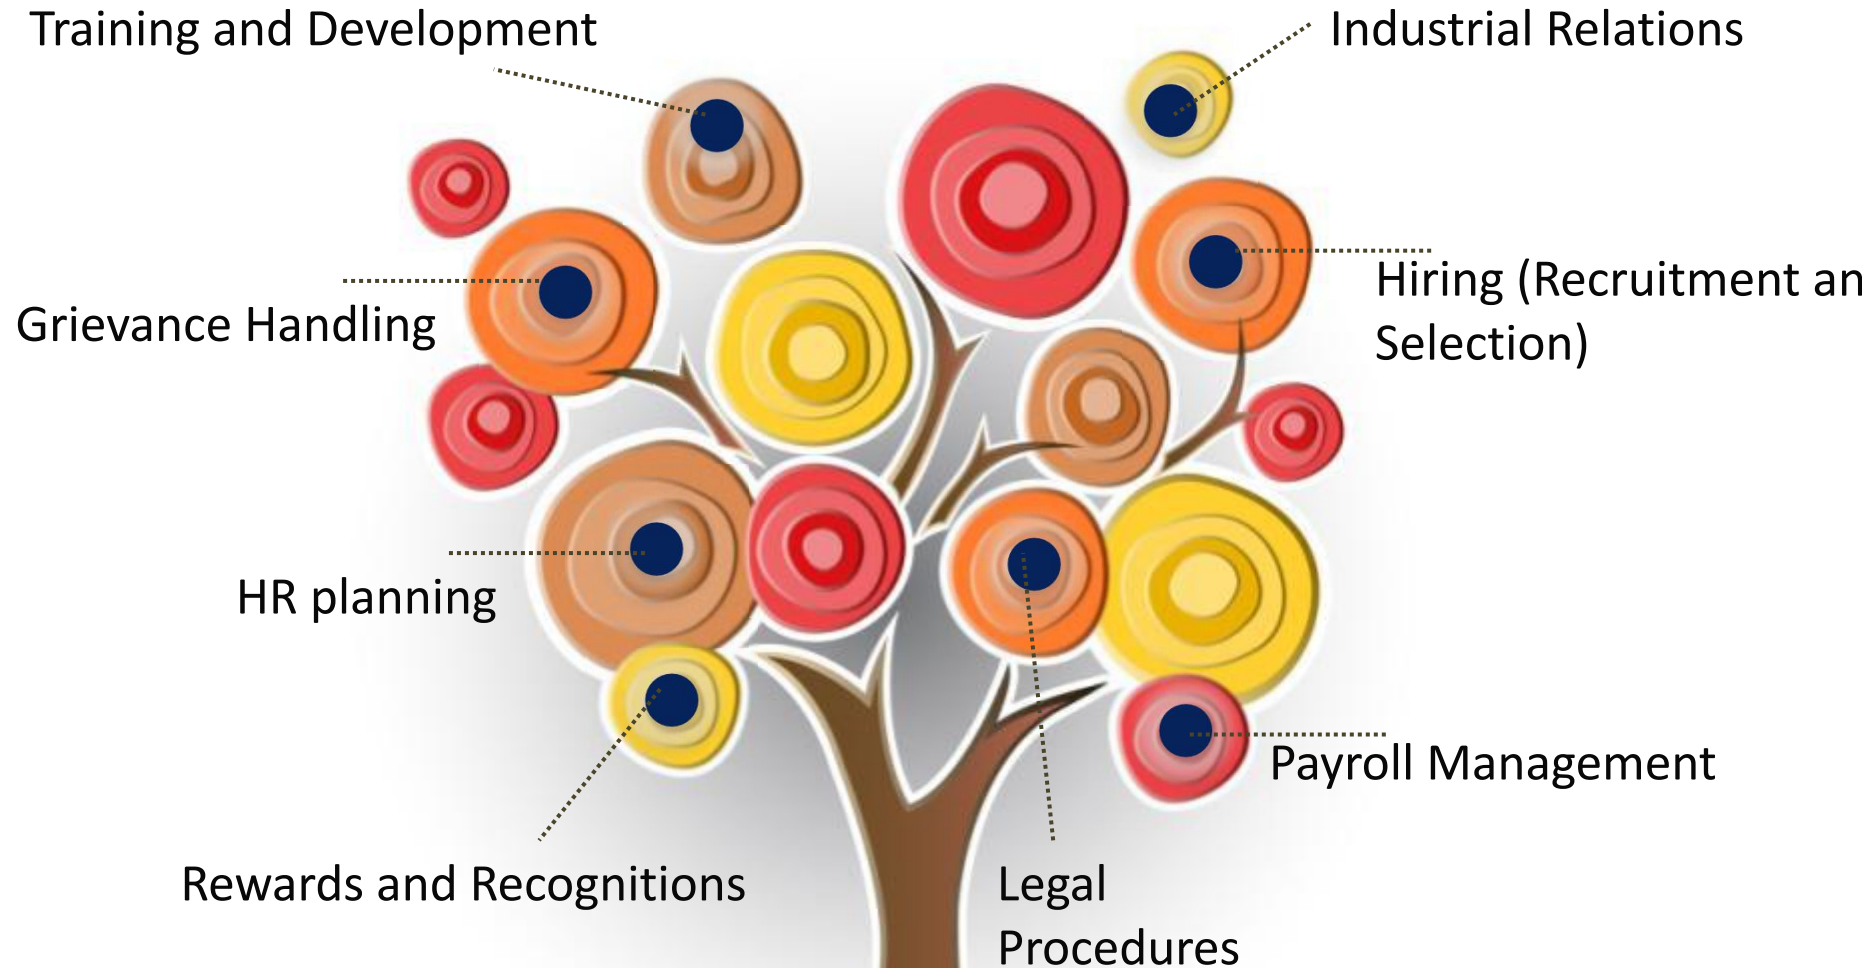 Training and Development
Industrial Relations
Grievance Handling
Hiring (Recruitment an
Selection)
HR planning
Payroll Management
Rewards and Recognitions
Legal
Procedures